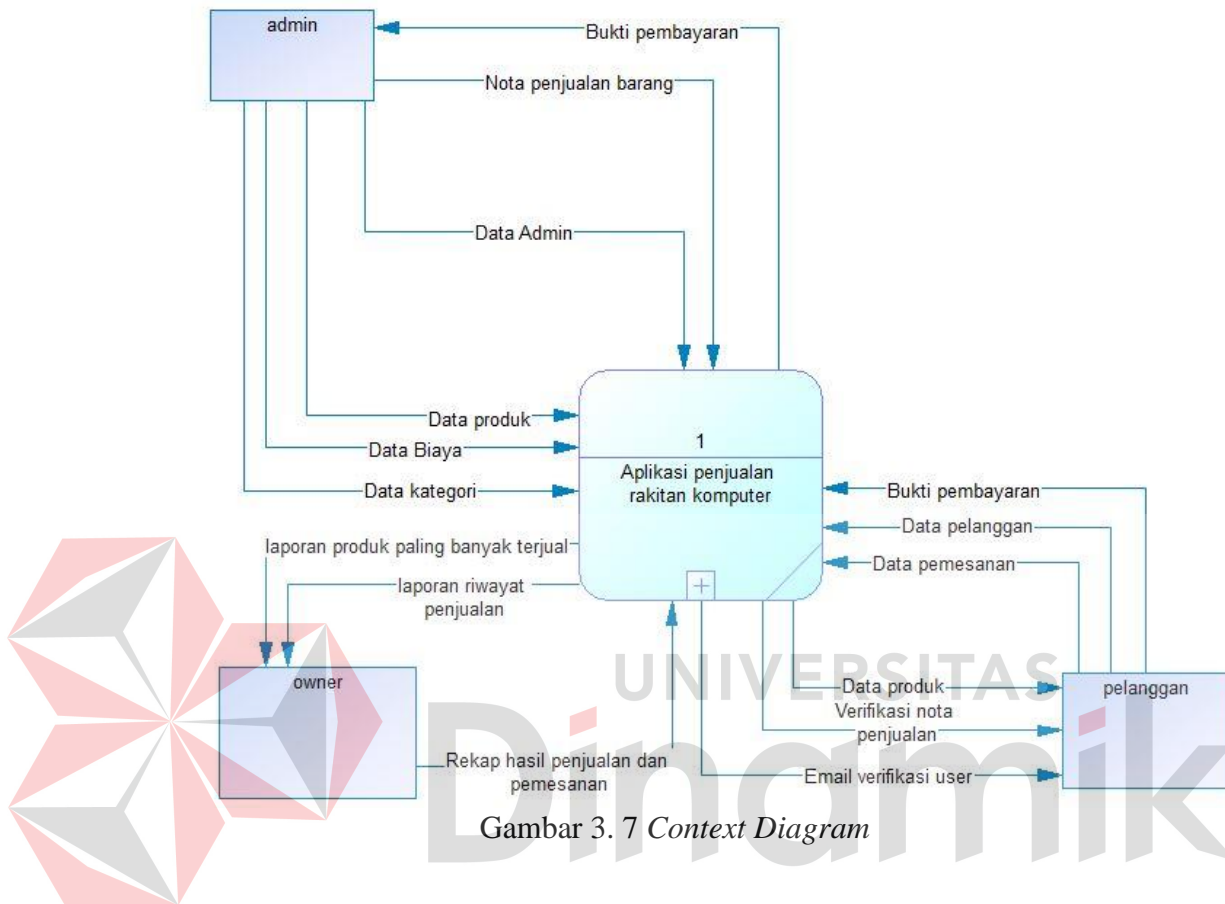 admin
Bukti pembayaran
Nota penjualan barang
Data Admin
Data produk
Data Biaya
Data kategori
1
Aplikasi penjualan
rakitan komputer
Bukti pembayaran
Data pelanggan
Data pemesanan
laporan produk paling banyak terjual
laporan riwayat
penjualan
owner
Rekap hasil penjualan dan
pemesanan
UNIVERSITAS
Dinamik
Data produk
Verifikasi nota
penjualan
Email verifikasi user
pelanggan
Gambar 3. 7 Context Diagram